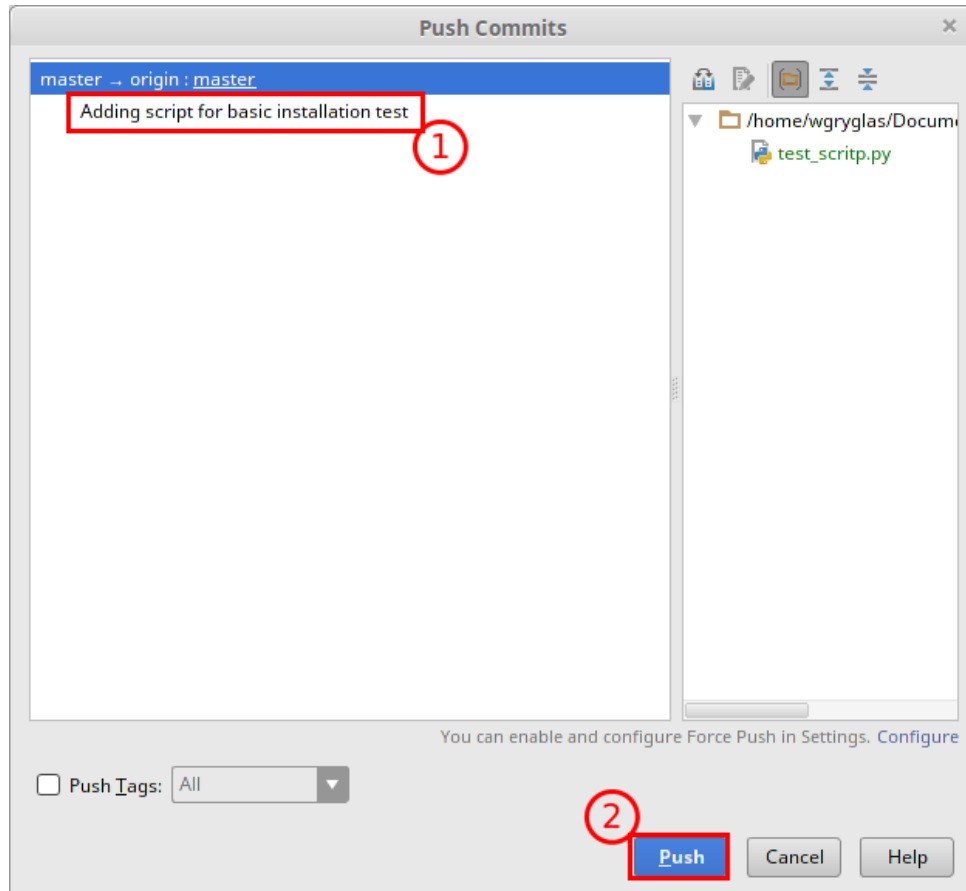 Push Commits
master → origin : master
Adding script for basic installation test
1
/home/wgryglas/Docume
test_scritp.py
You can enable and configure Force Push in Settings. Configure
Push Tags: All
2
Push Cancel Help